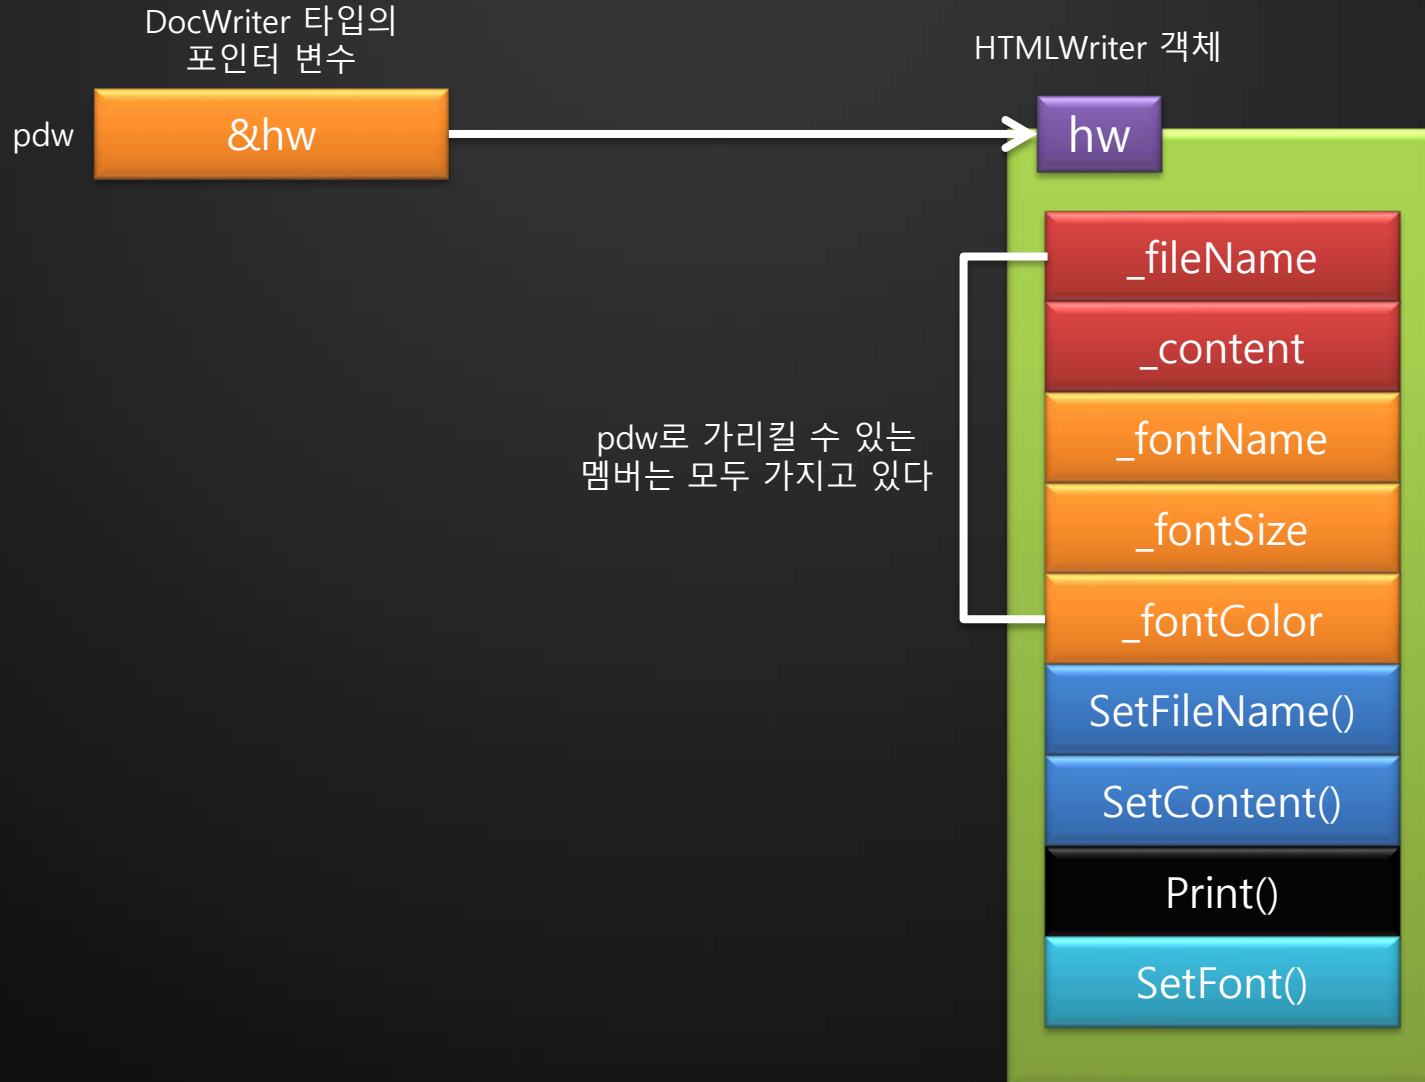 DocWriter 타입의
포인터 변수
HTMLWriter 객체
pdw
&hw
hw
_fileName
_content
_fontName
pdw로 가리킬 수 있는
멤버는 모두 가지고 있다
_fontSize
_fontColor
SetFileName()
SetContent()
Print()
SetFont()